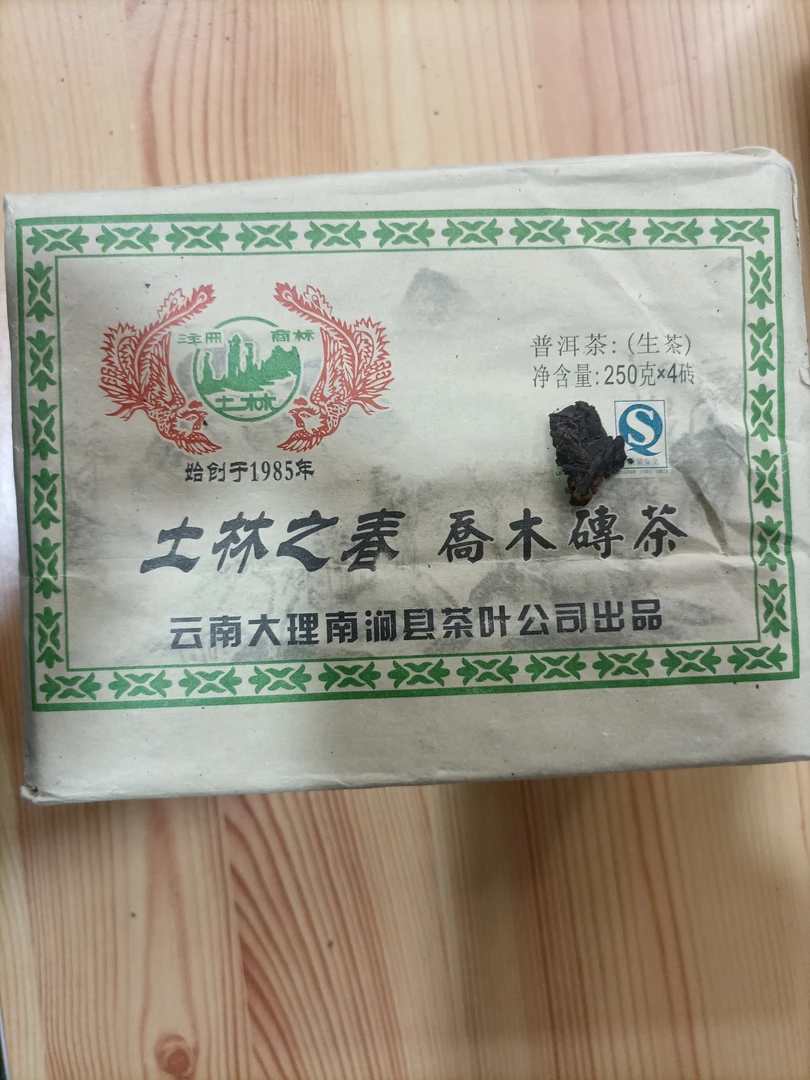 注册 商标
土林
始创于1985年
普洱茶:(生茶)
净含量:250克×4砖
土林之春 喬木磚茶
云南大理南涧县茶叶公司出品